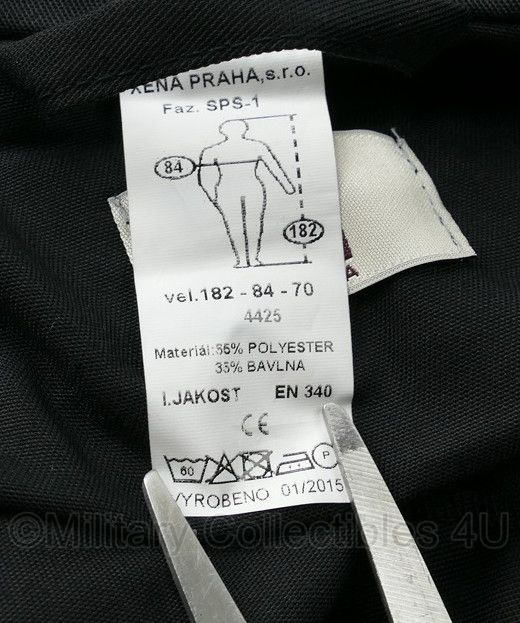 XENA PRAHA,s.r.o.
Faz. SPS-1
84
182
vel.182 - 84 - 70
4425
Materiál:65% POLYESTER
35% BAVLNA
I.JAKOST EN 340
CE
60 P
VYROBENO 01/2015
©Military Collectibles 4U
A